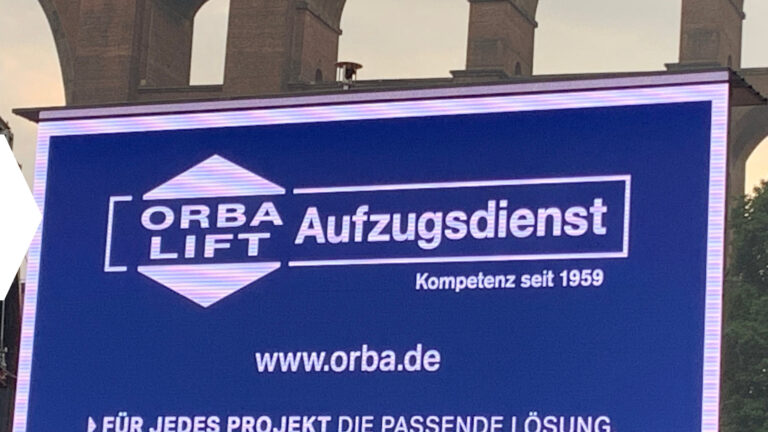 ORBA
LIFT
Aufzugsdienst
Kompetenz seit 1959
www.orba.de
FÜR JEDES PROJEKT DIE PASSENDE LÖSUNG